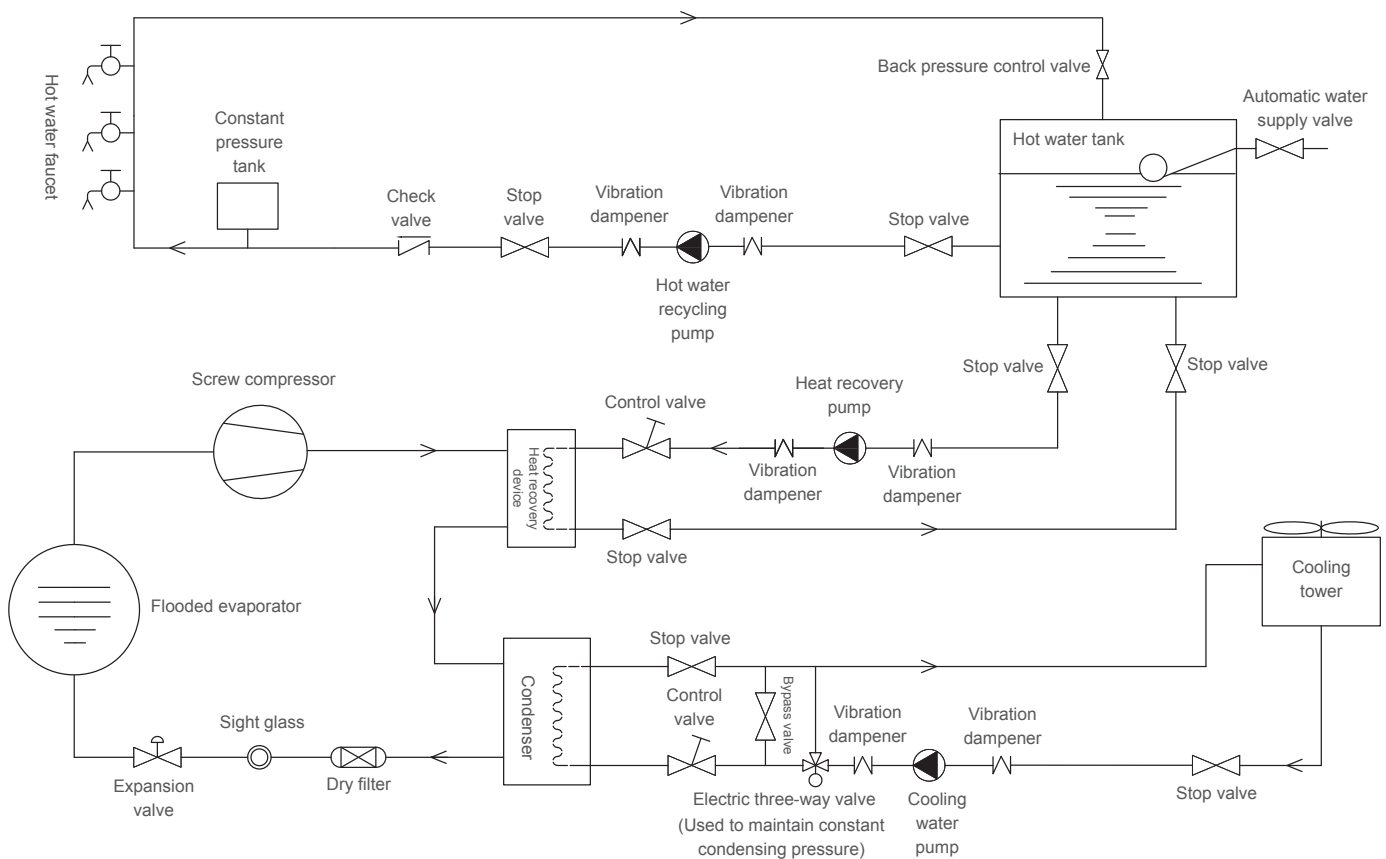 Back pressure control valve
Automatic water
supply valve
Hot water faucet
Constant
pressure
tank
Hot water tank
Check
valve
Stop
valve
Vibration
dampener
Vibration
dampener
Stop valve
Hot water
recycling
pump
Screw compressor
Control valve
Heat recovery
pump
Stop valve
Stop valve
Heat recovery
device
Vibration
dampener
Vibration
dampener
Stop valve
Flooded evaporator
Cooling
tower
Stop valve
Condenser
Control
valve
Bypass valve
Vibration
dampener
Vibration
dampener
Sight glass
Expansion
valve
Dry filter
Electric three-way valve
(Used to maintain constant
condensing pressure)
Cooling
water
pump
Stop valve